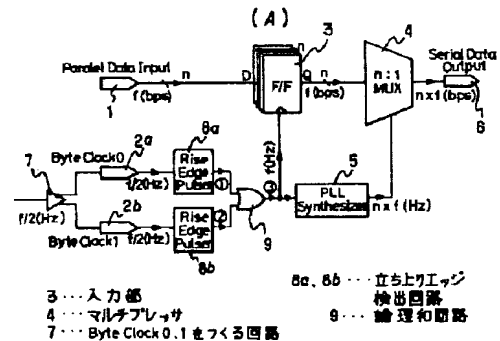 (A)
3
4
n
Parallel Data Input
n
D
F/F
Q
n
n:1
MUX
Serial Data
Output
f(bps)
f(bps)
n×f(bps)
1
6
2a
8a
7
Byte Clock0
f/2(Hz)
Rise
Edge
Pulser
①
f(Hz)
5
f/2(Hz)
2b
②
③
PLL
Synthesizer
n×f(Hz)
Byte Clock1
f/2(Hz)
Rise
Edge
Pulser
9
8b
3…入力部
4…マルチプレッサ
7…Byte Clock 0.1をつくる回路
8a、8b…立ち上りエッジ
検出回路
9…論理和回路